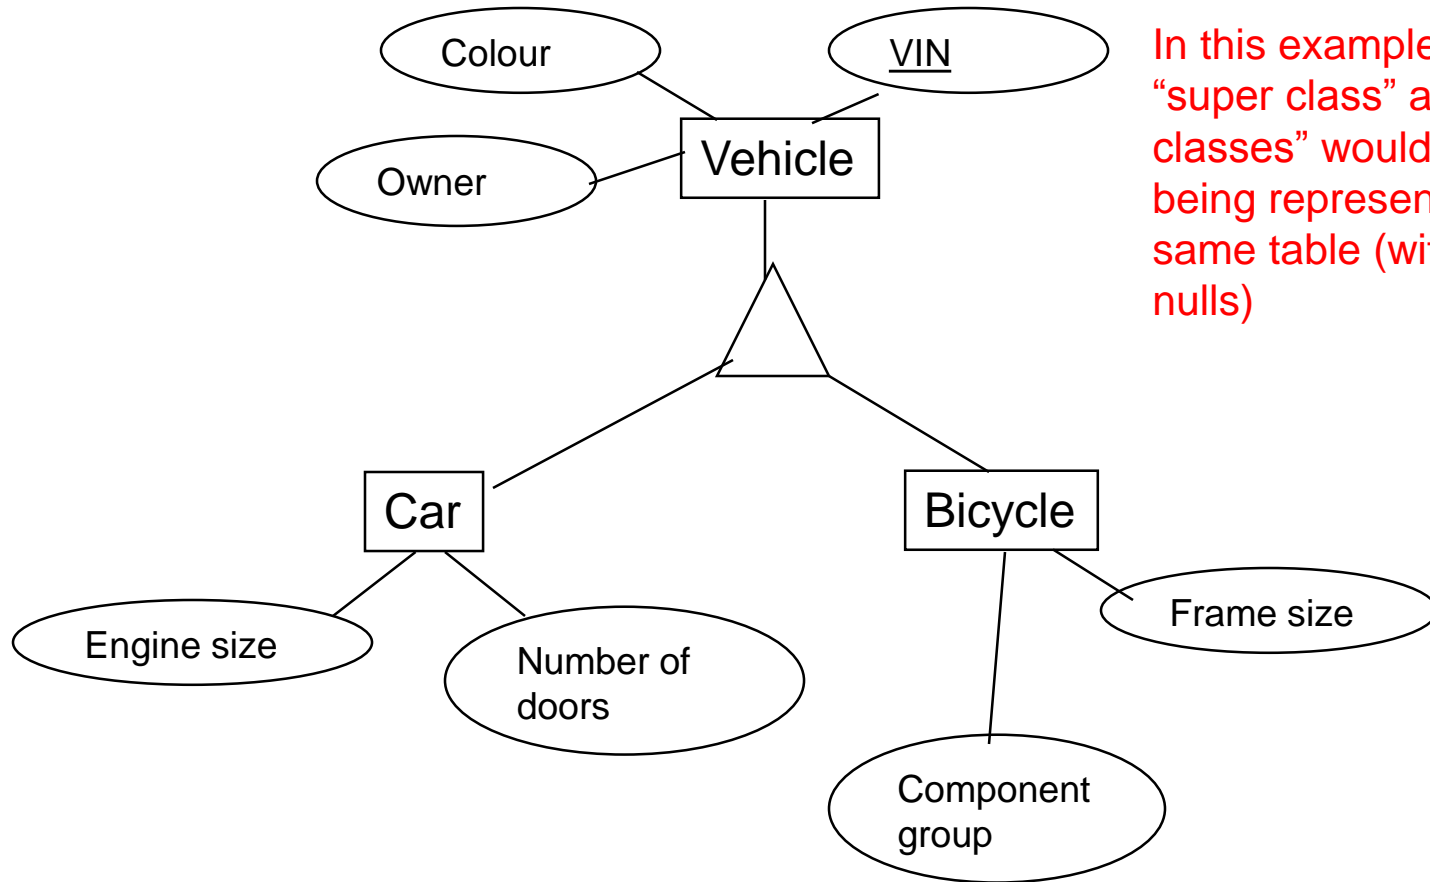 Colour
VIN
In this example
“super class” a
classes” would
being represen
same table (wi
nulls)
Vehicle
Owner
Car
Bicycle
Engine size
Number of
doors
Frame size
Component
group